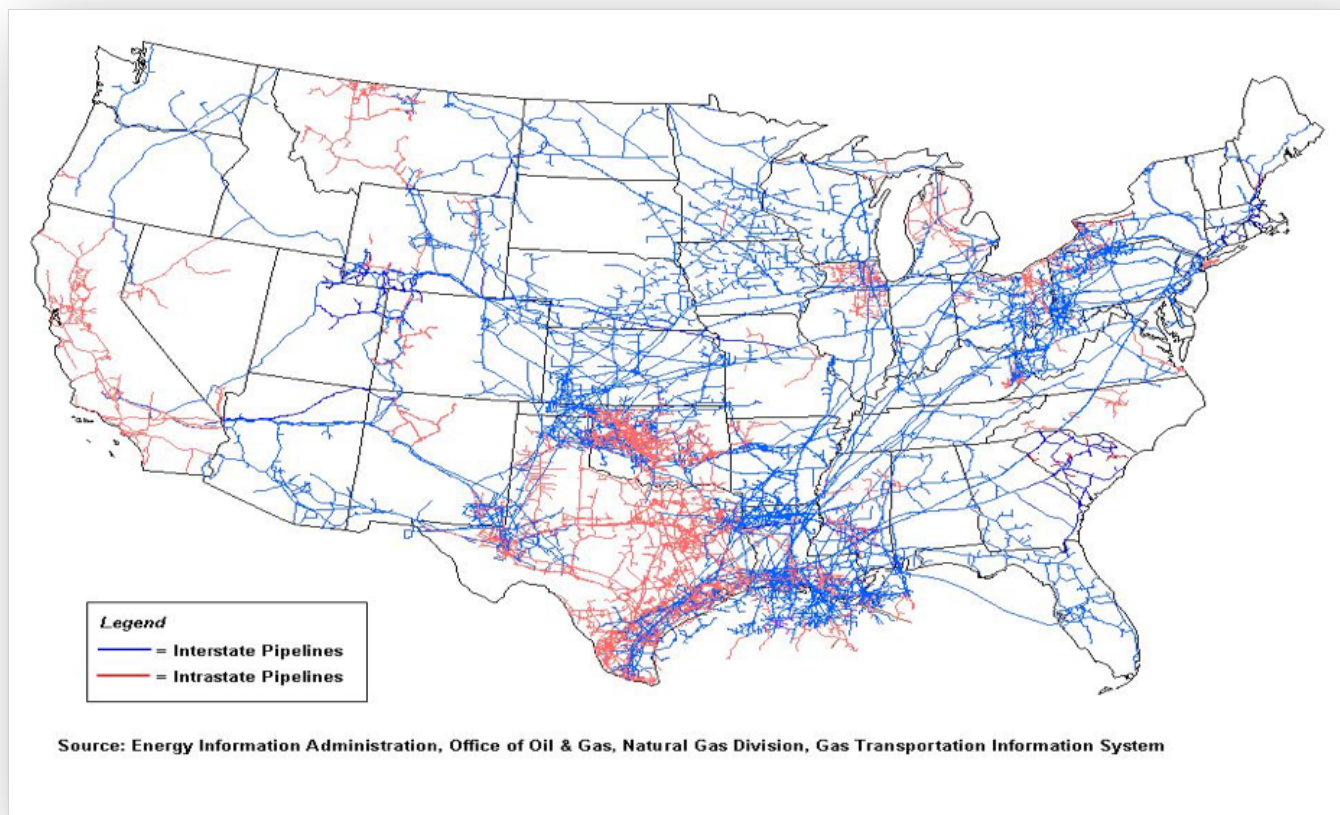 Legend
= Interstate Pipelines
= Intrastate Pipelines
Source: Energy Information Administration, Office of Oil & Gas, Natural Gas Division, Gas Transportation Information System